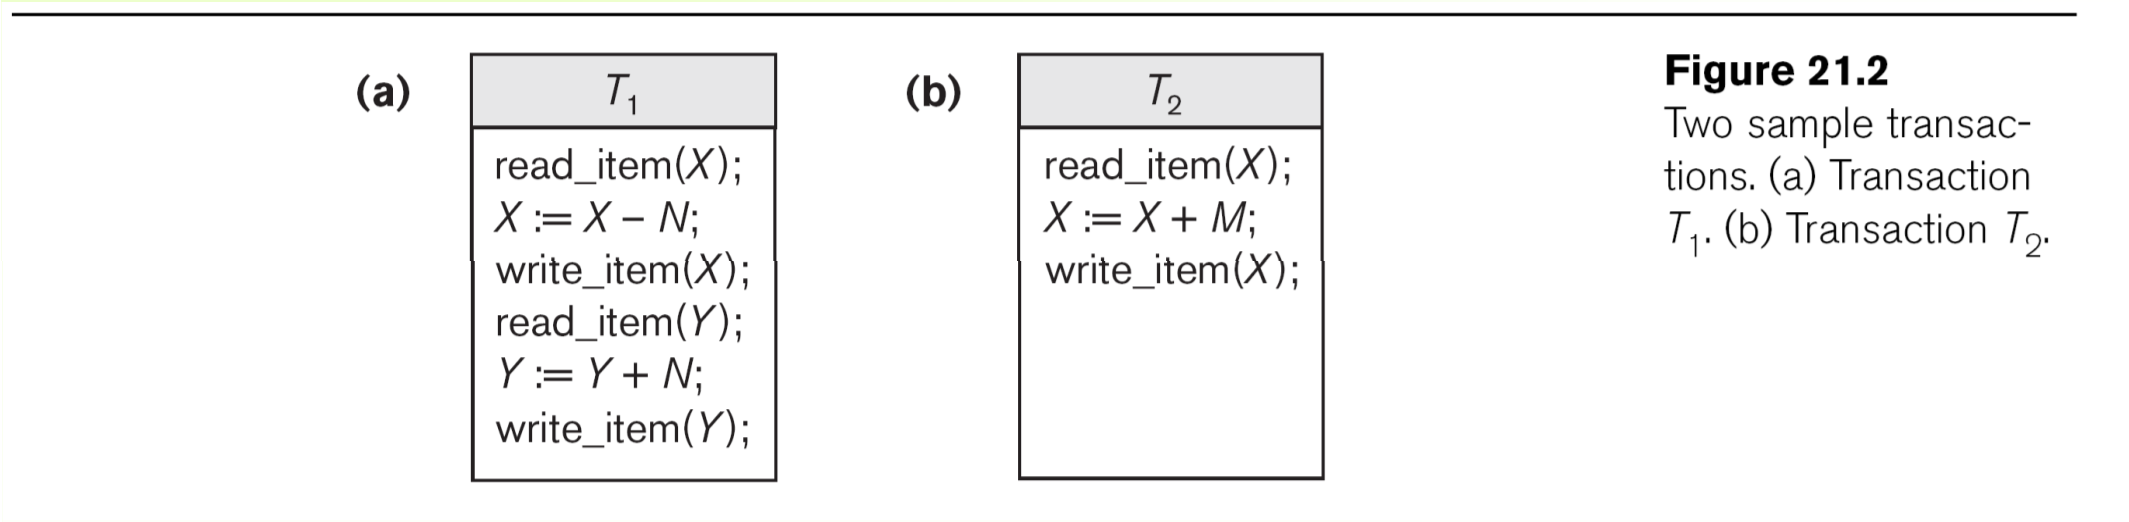 (a)
T₁
read_item(X);
X := X – N;
write_item(X);
read_item(Y);
Y := Y + N;
write_item(Y);
(b)
T₂
read_item(X);
X := X + M;
write_item(X);
Figure 21.2
Two sample transac-
tions. (a) Transaction
T₁. (b) Transaction T₂.